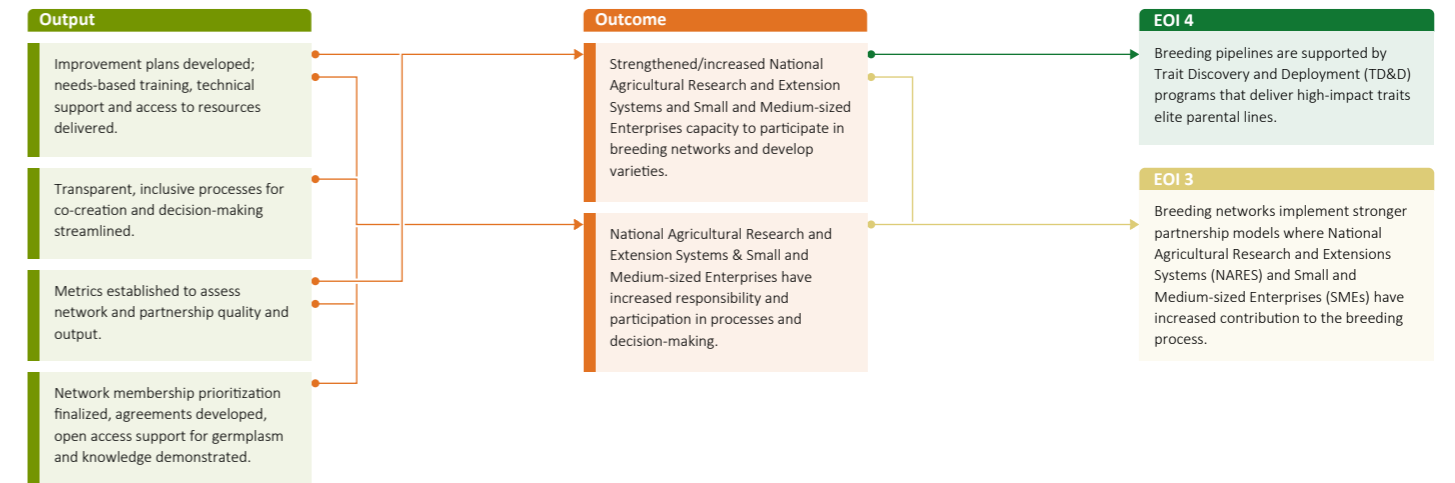 Output
Improvement plans developed;
needs-based training, technical
support and access to resources
delivered.
Transparent, inclusive processes for
co-creation and decision-making
streamlined.
Metrics established to assess
network and partnership quality and
output.
Network membership prioritization
finalized, agreements developed,
open access support for germplasm
and knowledge demonstrated.
Outcome
Strengthened/increased National
Agricultural Research and Extension
Systems and Small and Medium-sized
Enterprises capacity to participate in
breeding networks and develop
varieties.
National Agricultural Research and
Extension Systems & Small and
Medium-sized Enterprises have
increased responsibility and
participation in processes and
decision-making.
EOI 4
Breeding pipelines are supported by
Trait Discovery and Deployment (TD&D)
programs that deliver high-impact traits
elite parental lines.
EOI 3
Breeding networks implement stronger
partnership models where National
Agricultural Research and Extensions
Systems (NARES) and Small and
Medium-sized Enterprises (SMEs) have
increased contribution to the breeding
process.